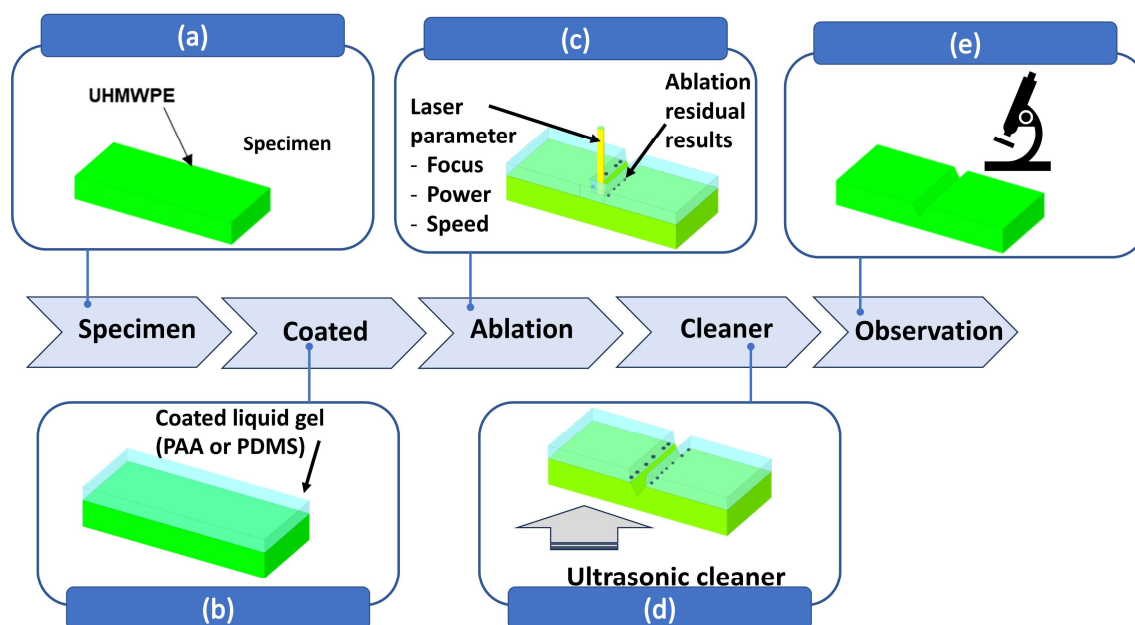 (a)
UHMWPE
Specimen
(c)
Laser
parameter
- Focus
- Power
- Speed
Ablation
residual
results
(e)
Specimen
Coated
Ablation
Cleaner
Observation
Coated liquid gel
(PAA or PDMS)
(b)
Ultrasonic cleaner
(d)